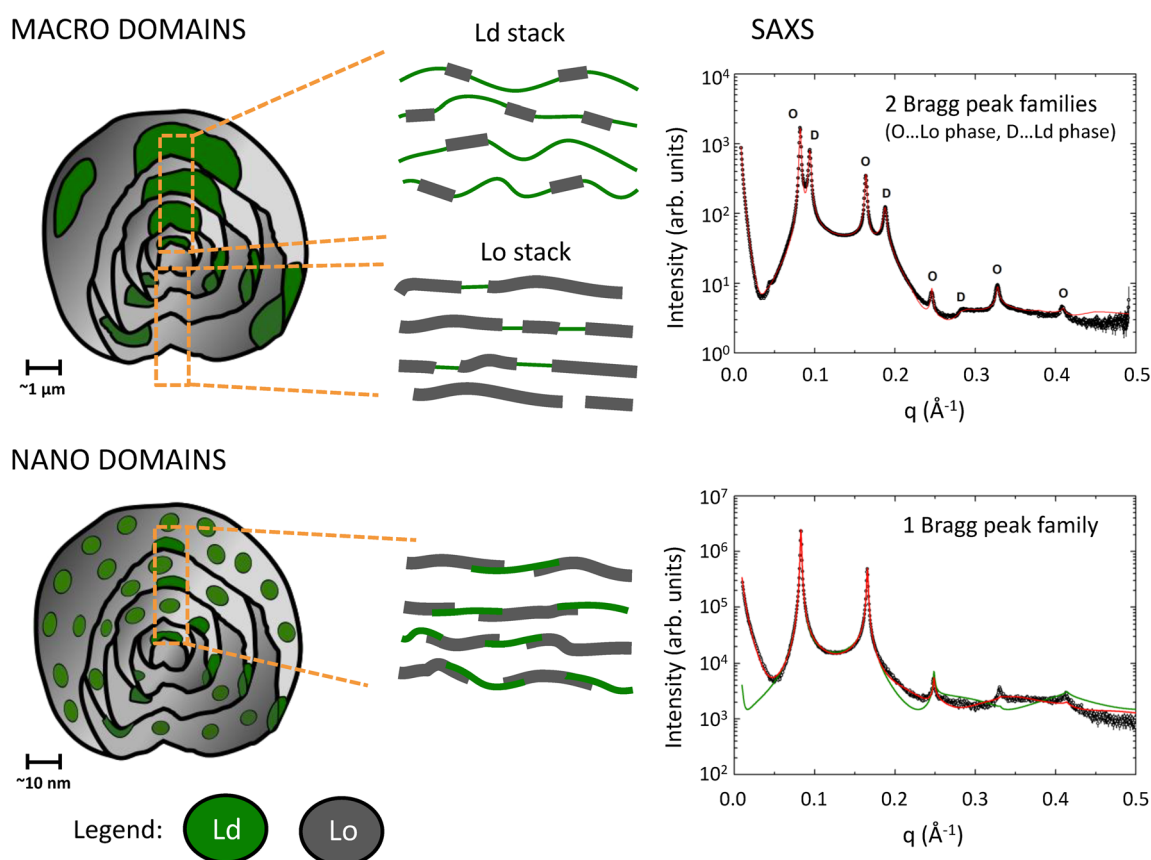 MACRO DOMAINS
Ld stack
SAXS
Lo stack
~1 µm
2 Bragg peak families
(O...Lo phase, D...Ld phase)
O
D
O
D
O
D
O
O
Intensity (arb. units)
10⁴
10³
10²
10¹
10⁰
0.0 0.1 0.2 0.3 0.4 0.5
q (Å⁻¹)
NANO DOMAINS
~10 nm
1 Bragg peak family
Intensity (arb. units)
10⁷
10⁶
10⁵
10⁴
10³
10²
0.0 0.1 0.2 0.3 0.4 0.5
q (Å⁻¹)
Legend: Ld Lo